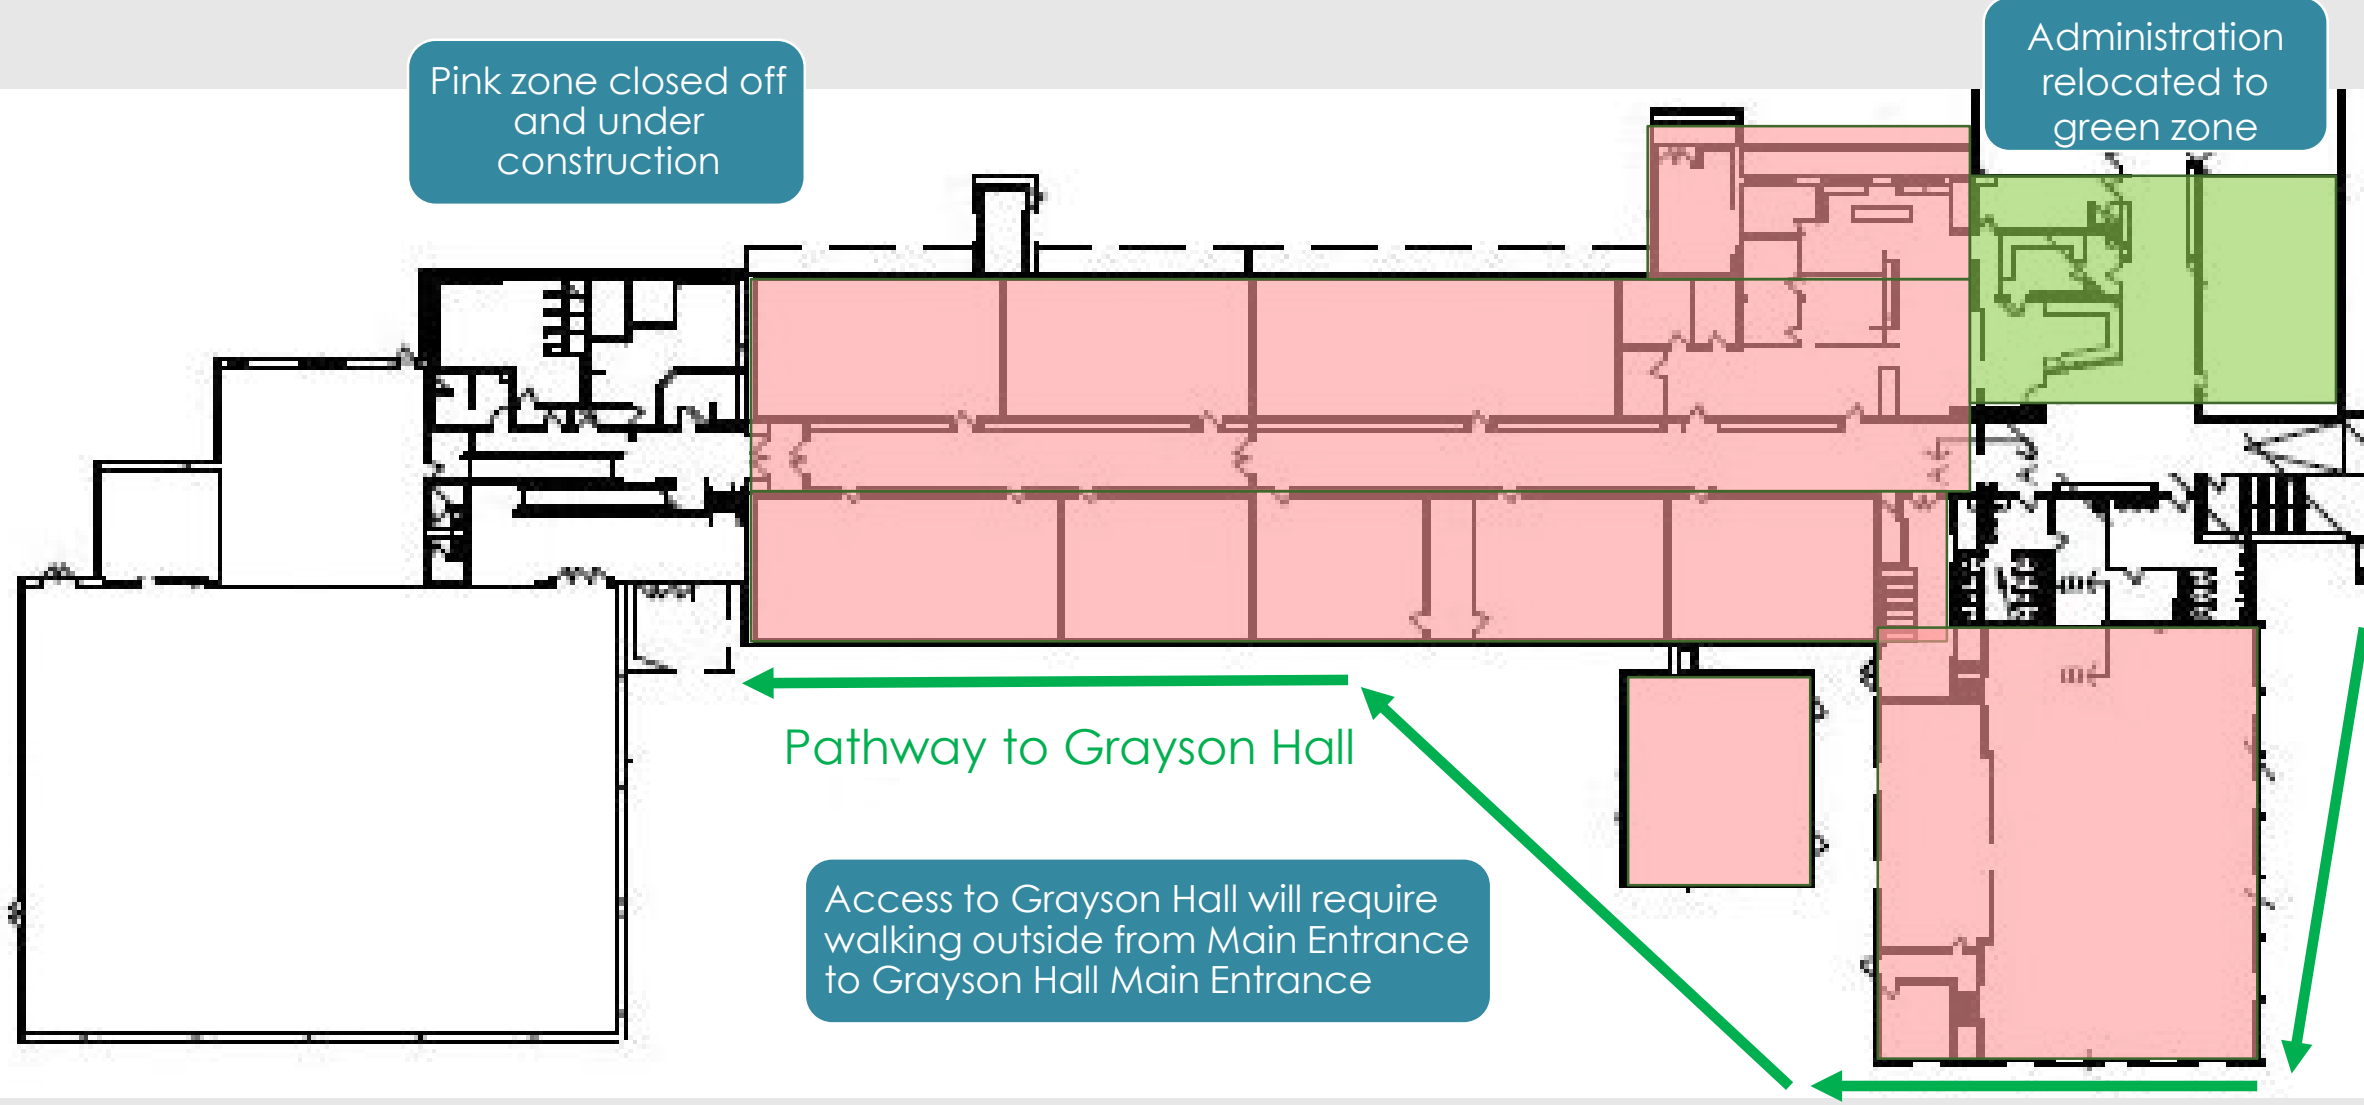 Pink zone closed off
and under
construction
Administration
relocated to
green zone
Pathway to Grayson Hall
Access to Grayson Hall will require
walking outside from Main Entrance
to Grayson Hall Main Entrance